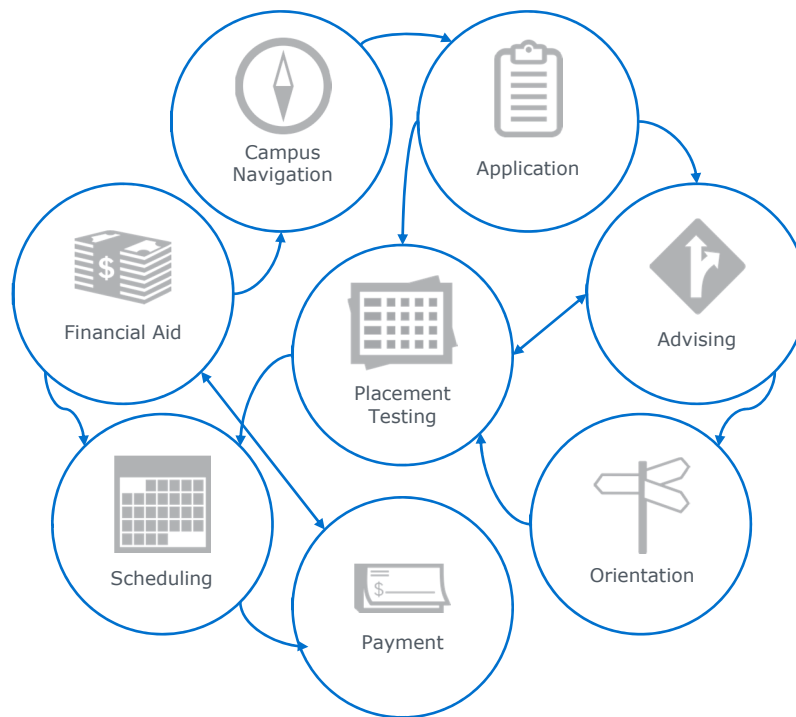 Campus
Navigation
Application
$
Financial Aid
Advising
Placement
Testing
Scheduling
Orientation
$
Payment